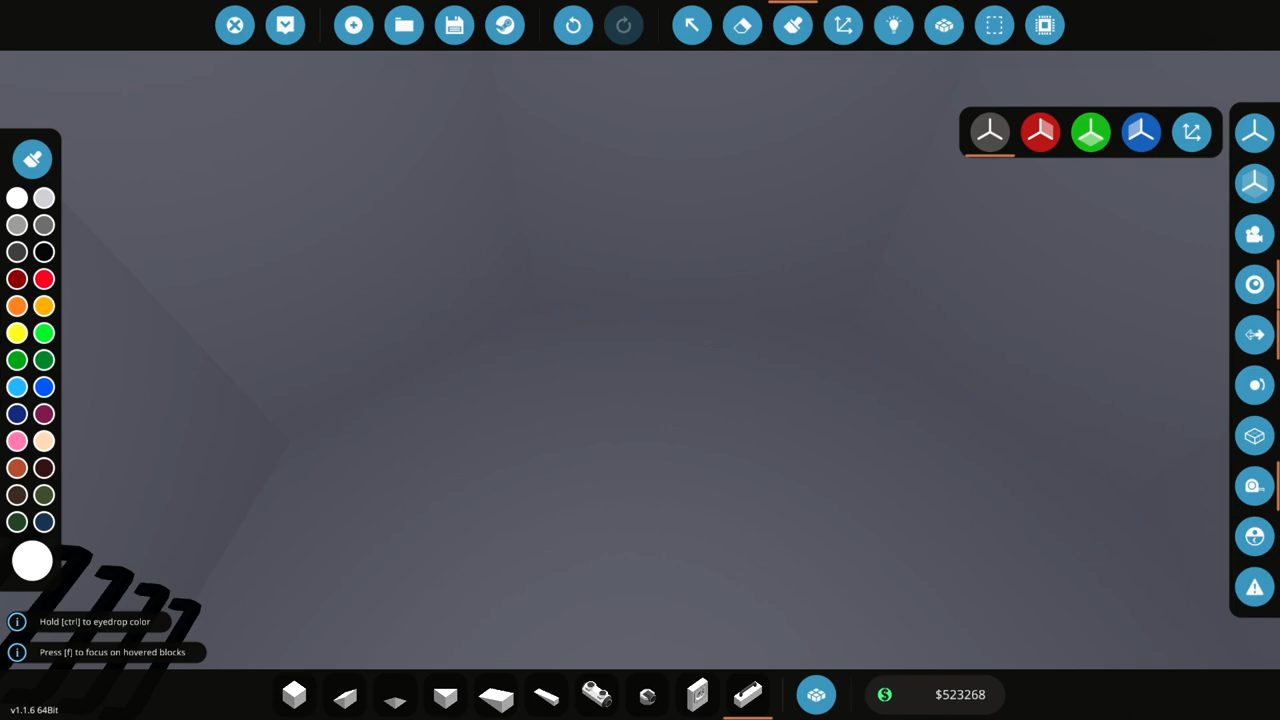 Hold [ctrl] to eyedrop color
Press [f] to focus on hovered blocks
$523268
v1.1.6 64Bit